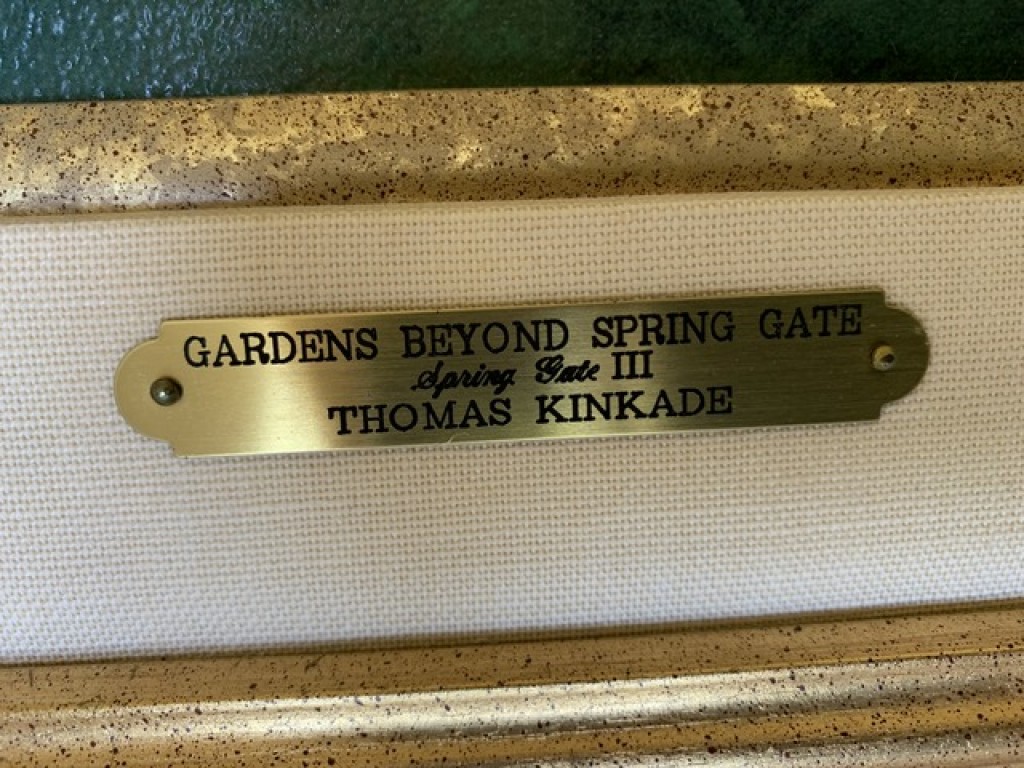 GARDENS BEYOND SPRING GATE
Spring Gate III
THOMAS KINKADE